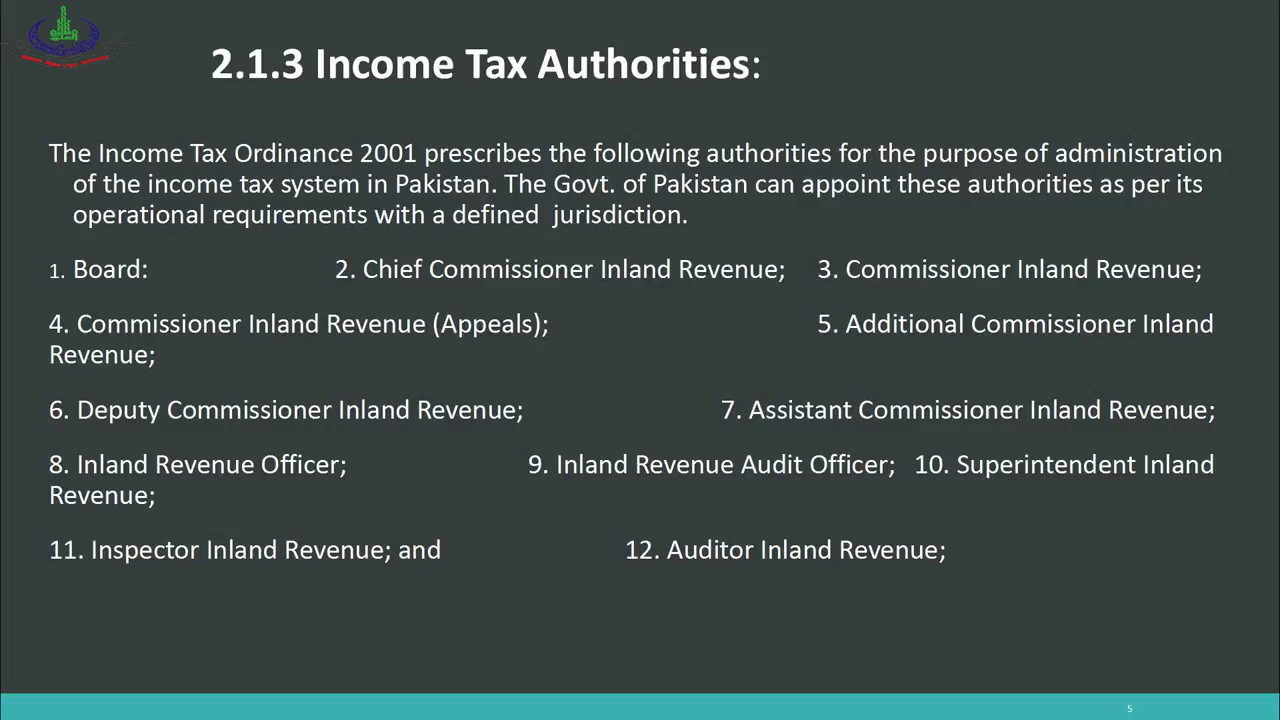 2.1.3 Income Tax Authorities:
The Income Tax Ordinance 2001 prescribes the following authorities for the purpose of administration
of the income tax system in Pakistan. The Govt. of Pakistan can appoint these authorities as per its
operational requirements with a defined jurisdiction.
1. Board: 2. Chief Commissioner Inland Revenue; 3. Commissioner Inland Revenue;
4. Commissioner Inland Revenue (Appeals); 5. Additional Commissioner Inland
Revenue;
6. Deputy Commissioner Inland Revenue; 7. Assistant Commissioner Inland Revenue;
8. Inland Revenue Officer; 9. Inland Revenue Audit Officer; 10. Superintendent Inland
Revenue;
11. Inspector Inland Revenue; and 12. Auditor Inland Revenue;
5